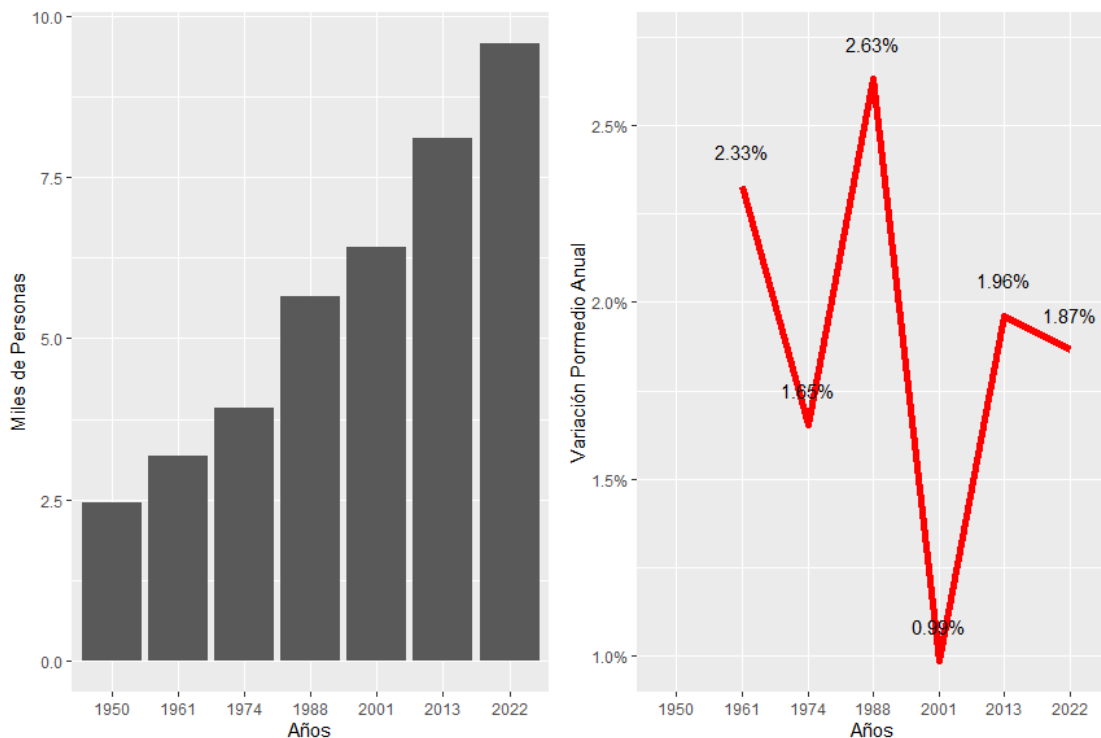 10.0
7.5
5.0
2.5
0.0
Miles de Personas
1950 1961 1974 1988 2001 2013 2022
Años
2.5%
2.0%
1.5%
1.0%
Variación Pormedio Anual
2.33%
1.65%
2.63%
0.99%
1.96%
1.87%
1950 1961 1974 1988 2001 2013 2022
Años